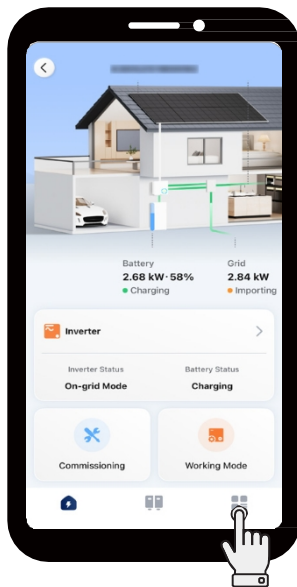 Battery
2.68 kW·58%
Charging
Grid
2.84 kW
Importing
Inverter
Inverter Status
On-grid Mode
Battery Status
Charging
Commissioning
Working Mode